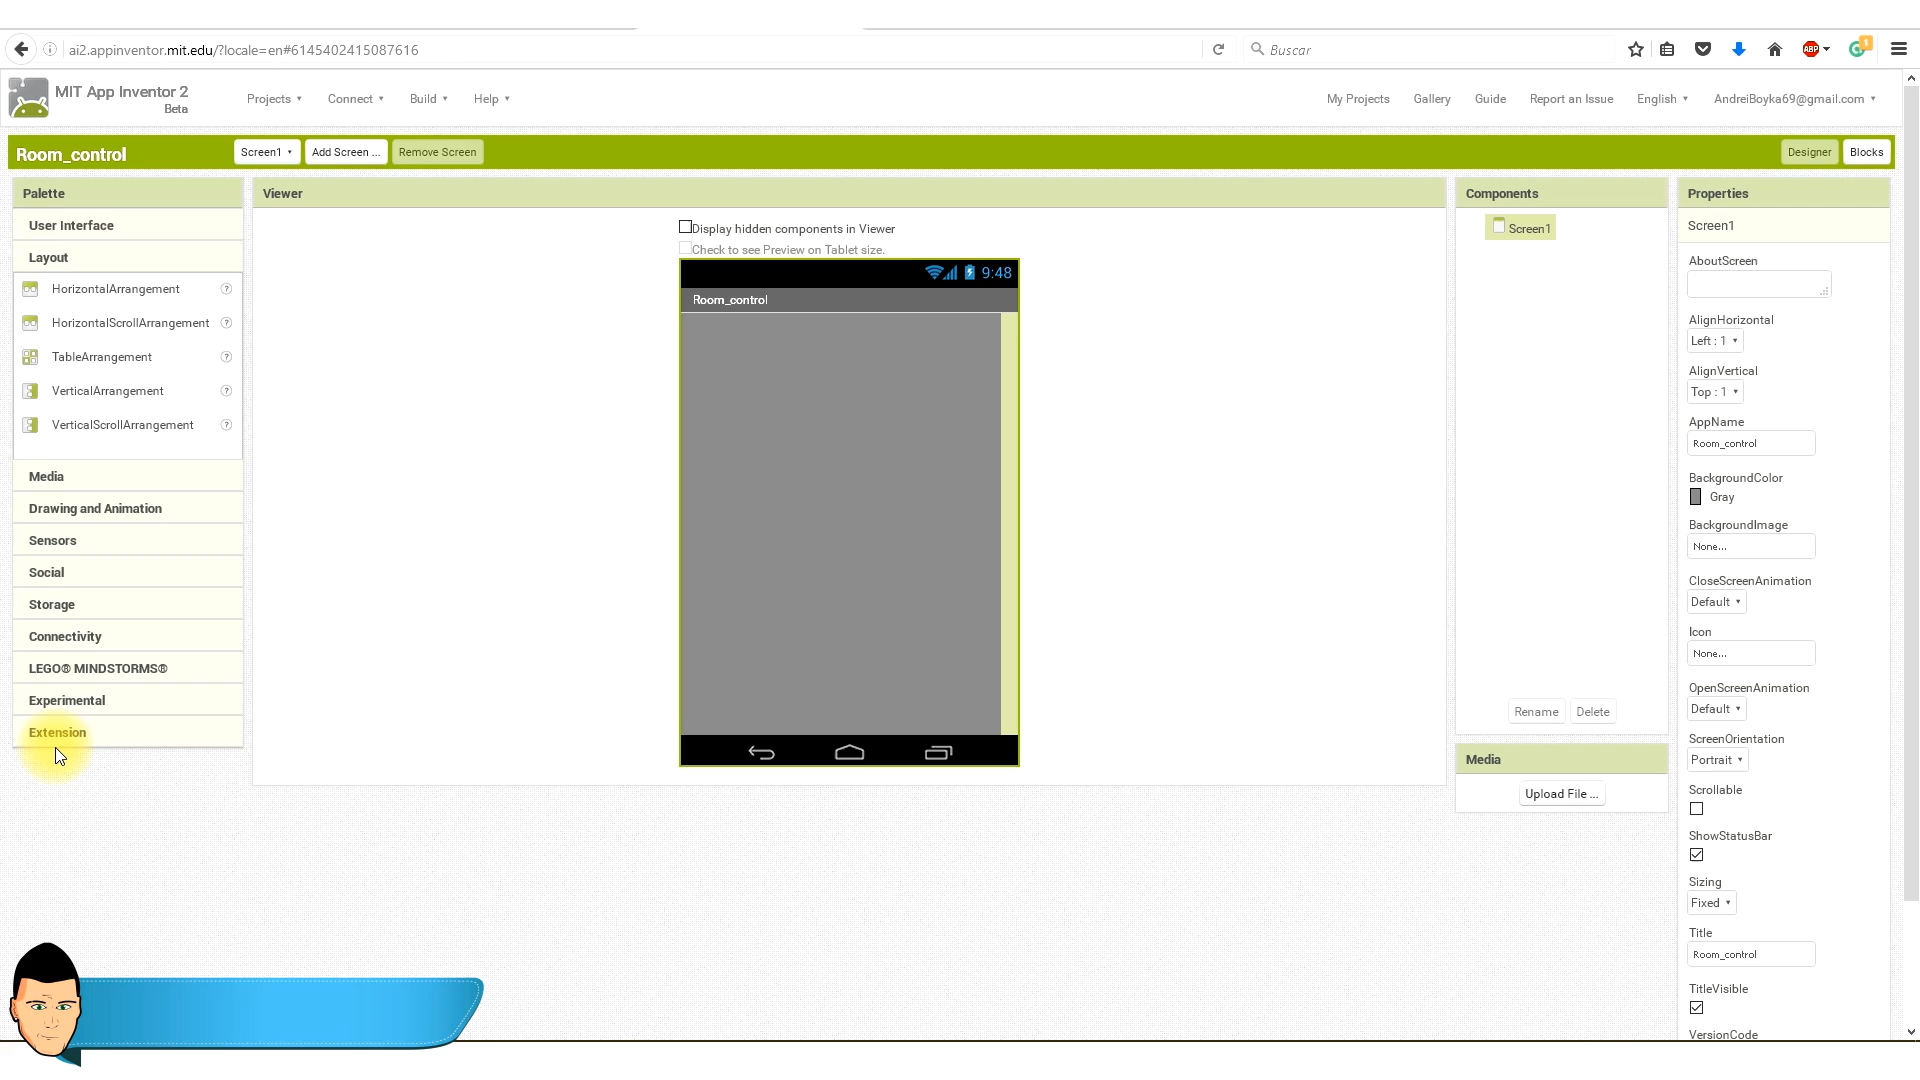 ai2.appinventor.mit.edu/?locale=en#6145402415087616
Buscar
ABP
1
MIT App Inventor 2
Beta
Projects
Connect
Build
Help
My Projects
Gallery
Guide
Report an Issue
English
AndreiBoyka69@gmail.com
Room_control
Screen1
Add Screen ...
Remove Screen
Designer
Blocks
Palette
User Interface
Layout
HorizontalArrangement
HorizontalScrollArrangement
TableArrangement
VerticalArrangement
VerticalScrollArrangement
Media
Drawing and Animation
Sensors
Social
Storage
Connectivity
LEGO® MINDSTORMS®
Experimental
Extension
Viewer
Display hidden components in Viewer
Check to see Preview on Tablet size.
9:48
Room_control
Components
Screen1
Rename
Delete
Media
Upload File ...
Properties
Screen1
AboutScreen
AlignHorizontal
Left : 1
AlignVertical
Top : 1
AppName
Room_control
BackgroundColor
Gray
BackgroundImage
None...
CloseScreenAnimation
Default
Icon
None...
OpenScreenAnimation
Default
ScreenOrientation
Portrait
Scrollable
ShowStatusBar
Sizing
Fixed
Title
Room_control
TitleVisible
VersionCode